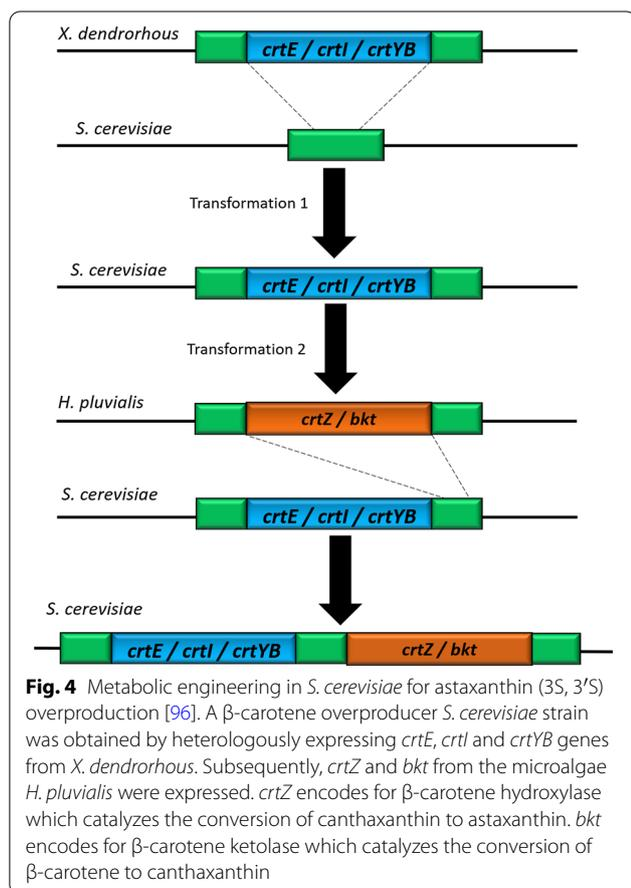 X. dendrorhous
crtE / crtI / crtYB
S. cerevisiae
Transformation 1
S. cerevisiae
crtE / crtI / crtYB
Transformation 2
H. pluvialis
crtZ / bkt
S. cerevisiae
crtE / crtI / crtYB
S. cerevisiae
crtE / crtI / crtYB
crtZ / bkt
Fig. 4 Metabolic engineering in S. cerevisiae for astaxanthin (3S, 3′S)
overproduction [96]. A β-carotene overproducer S. cerevisiae strain
was obtained by heterologously expressing crtE, crtI and crtYB genes
from X. dendrorhous. Subsequently, crtZ and bkt from the microalgae
H. pluvialis were expressed. crtZ encodes for β-carotene hydroxylase
which catalyzes the conversion of canthaxanthin to astaxanthin. bkt
encodes for β-carotene ketolase which catalyzes the conversion of
β-carotene to canthaxanthin